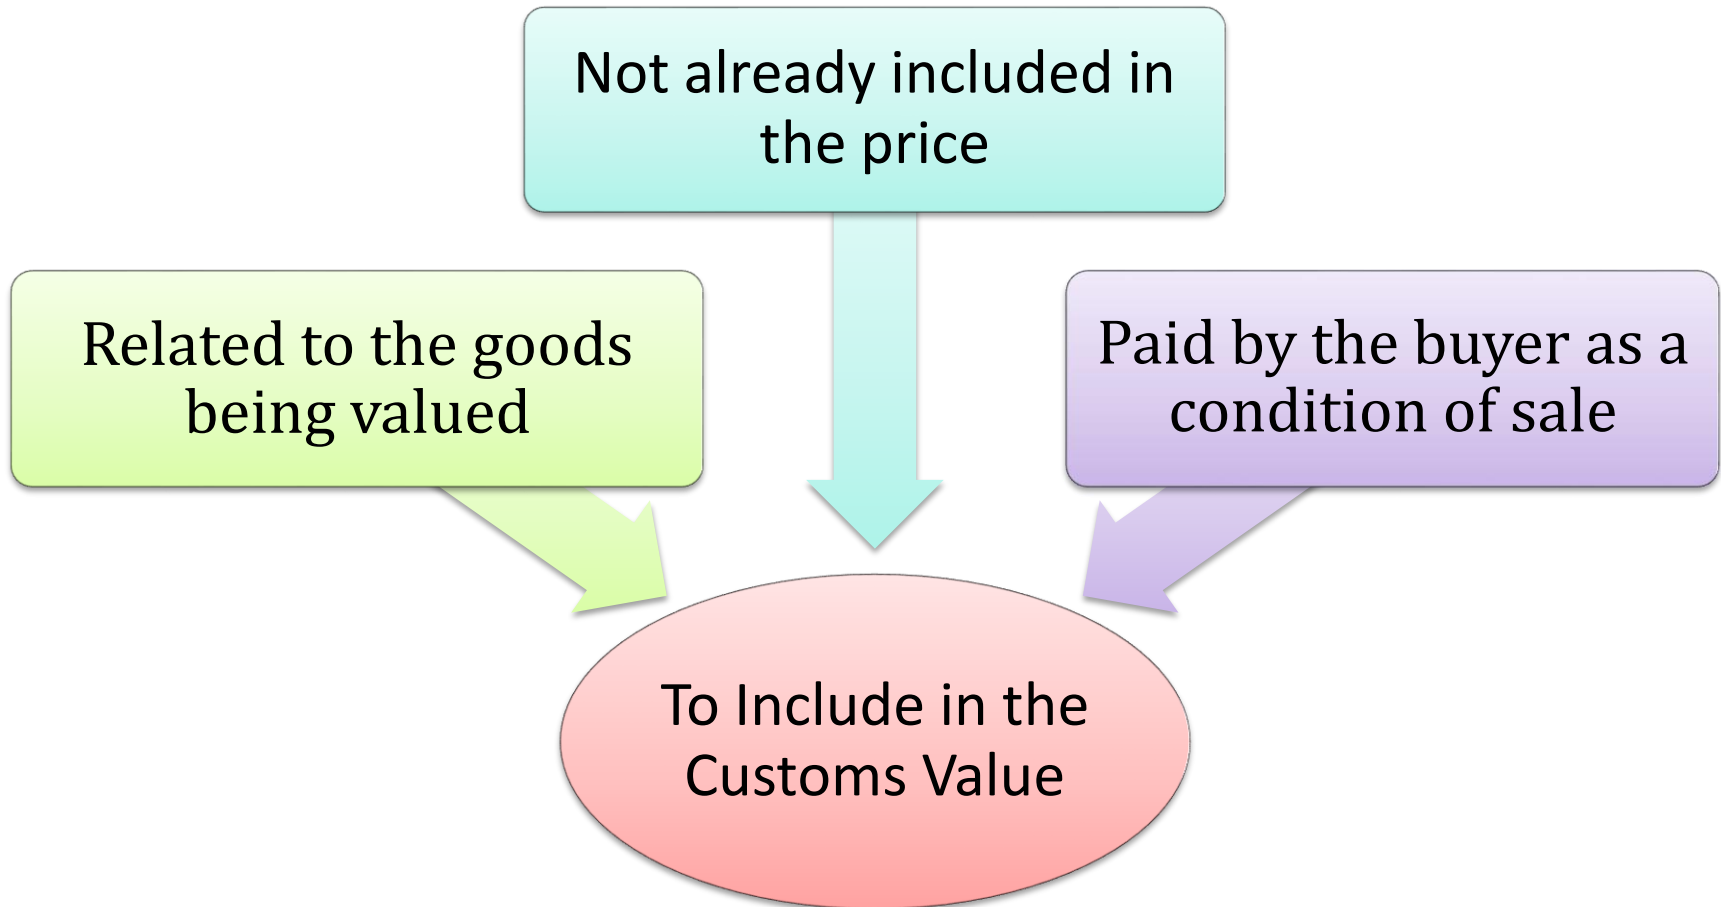 Not already included in
the price
Related to the goods
being valued
Paid by the buyer as a
condition of sale
To Include in the
Customs Value